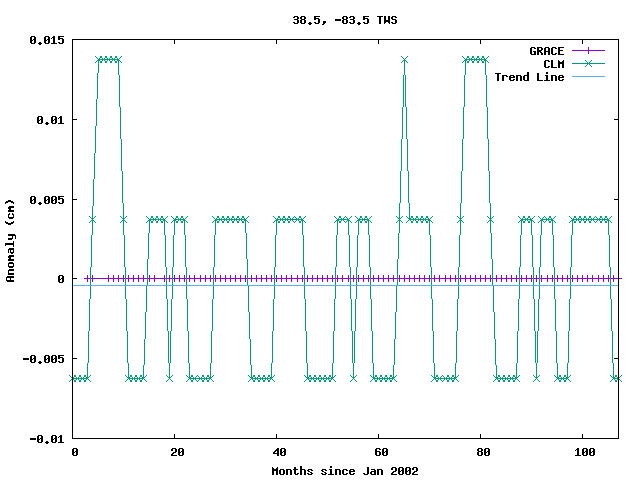 38.5, -83.5 TWS
0.015
GRACE
CLM
Trend Line
0.01
0.005
Anomaly (cm)
0
-0.005
-0.01
0 20 40 60 80 100
Months since Jan 2002